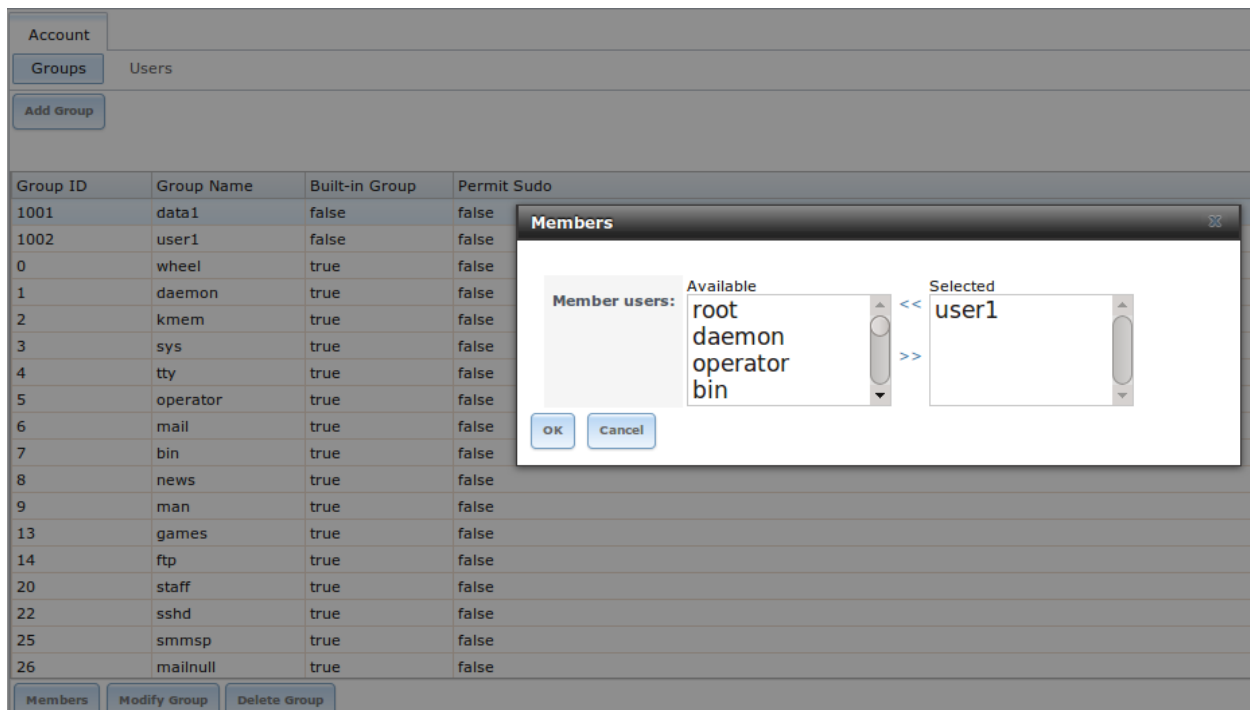 Account
Groups Users
Add Group
Group ID Group Name Built-in Group Permit Sudo
1001 data1 false false
1002 user1 false false
0 wheel true false
1 daemon true false
2 kmem true false
3 sys true false
4 tty true false
5 operator true false
6 mail true false
7 bin true false
8 news true false
9 man true false
13 games true false
14 ftp true false
20 staff true false
22 sshd true false
25 smmsp true false
26 mailnull true false
Members Modify Group Delete Group
Members
Available Selected
Member users:
root
daemon
operator
bin
<<
>>
user1
OK Cancel